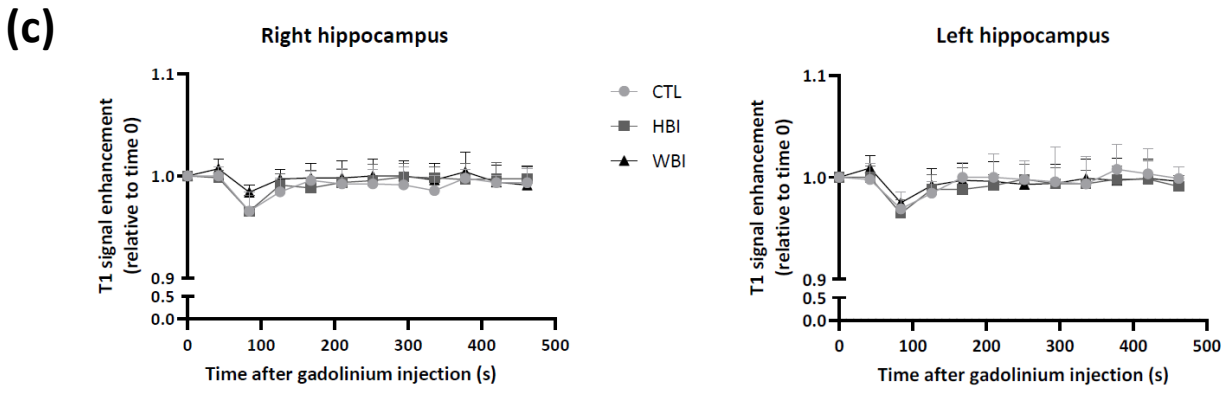 (c)
Right hippocampus
T1 signal enhancement
(relative to time 0)
1.1
1.0
0.9
0.5
0.0
0 100 200 300 400 500
Time after gadolinium injection (s)
CTL
HBI
WBI
Left hippocampus
T1 signal enhancement
(relative to time 0)
1.1
1.0
0.9
0.5
0.0
0 100 200 300 400 500
Time after gadolinium injection (s)